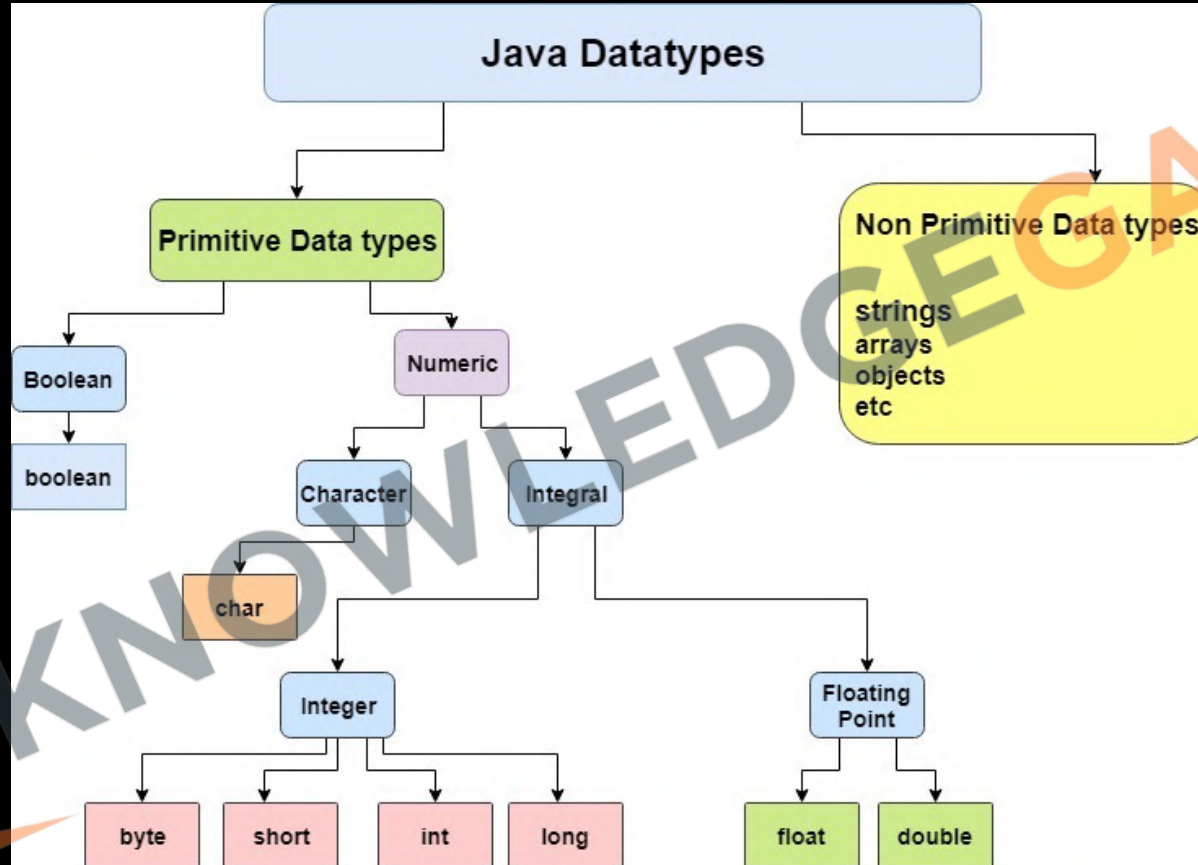 Java Datatypes
Primitive Data types
Non Primitive Data types
strings
arrays
objects
etc
Boolean
Numeric
boolean
Character
Integral
char
Integer
Floating
Point
byte
short
int
long
float
double
KNOWLEDGEGA